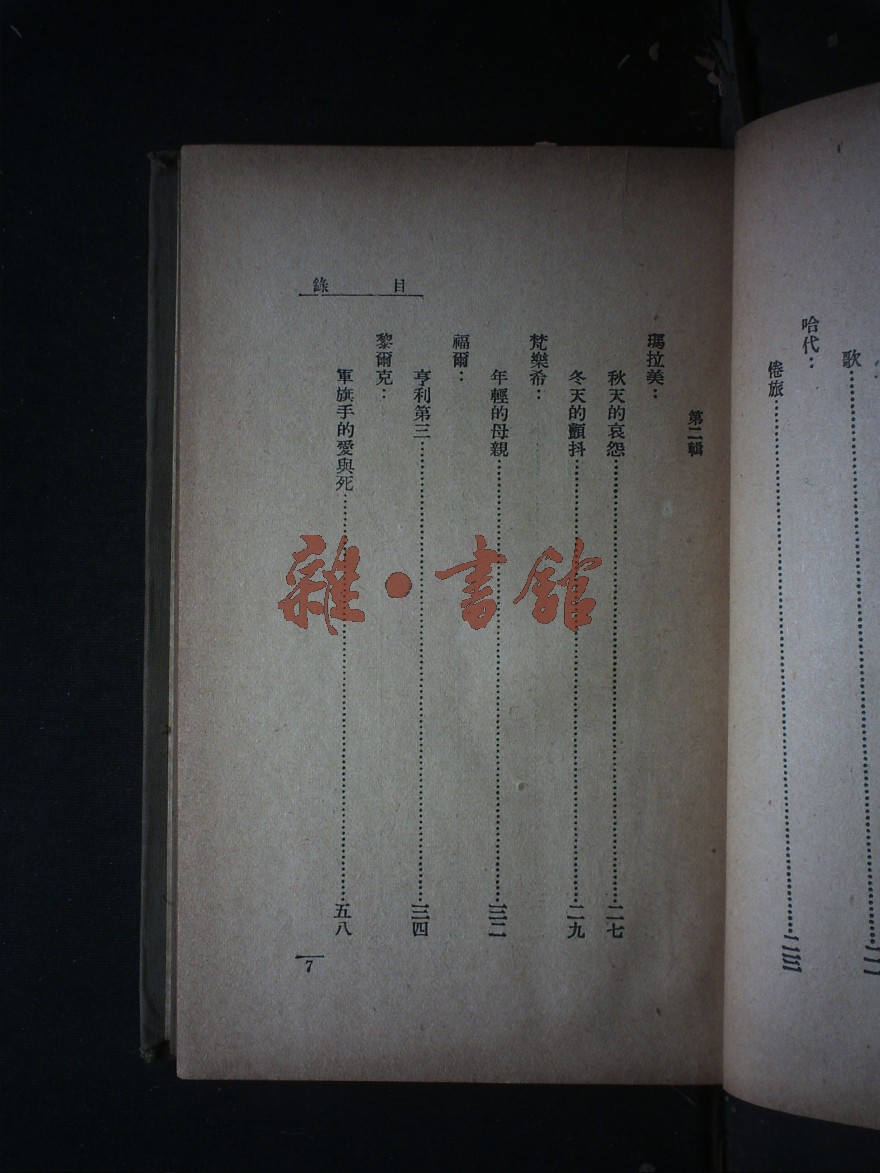 歌……………………
哈代：
倦旅……………………二三
目錄
第二輯
瑪拉美：
秋天的哀怨……………………二七
冬天的顫抖……………………二九
梵樂希：
年輕的母親……………………三二
福爾：
亨利第三……………………三四
黎爾克：
軍旗手的愛與死……………………五八
7
雜·書館